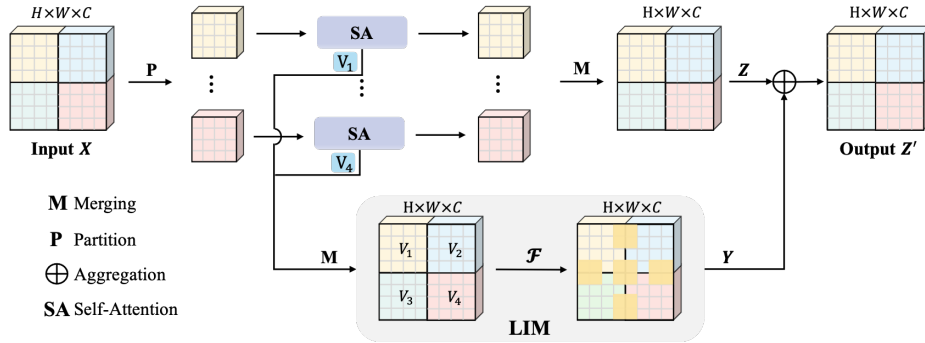 H×W×C
H×W×C
H×W×C
SA
V₁
P
M
Z
SA
V₄
Input X
Output Z′
M Merging
P Partition
⊕ Aggregation
SA Self-Attention
H×W×C
H×W×C
V₁ V₂
V₃ V₄
M
ℱ
Y
LIM